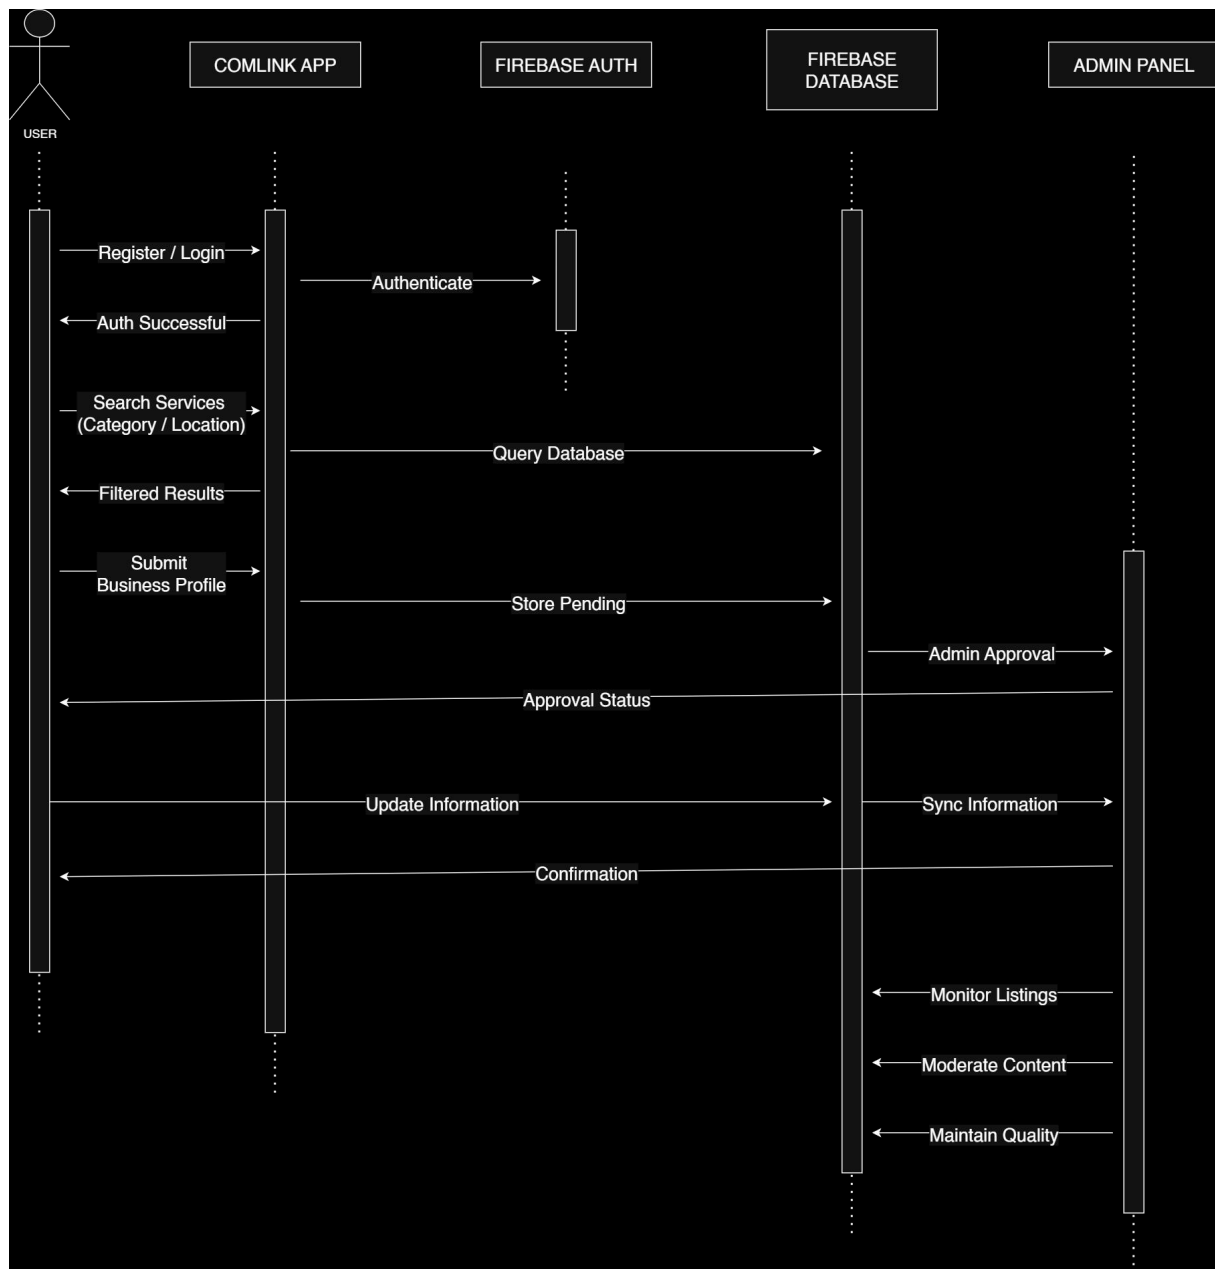 USER
COMLINK APP
FIREBASE AUTH
FIREBASE
DATABASE
ADMIN PANEL
Register / Login
Authenticate
Auth Successful
Search Services
(Category / Location)
Query Database
Filtered Results
Submit
Business Profile
Store Pending
Admin Approval
Approval Status
Update Information
Sync Information
Confirmation
Monitor Listings
Moderate Content
Maintain Quality